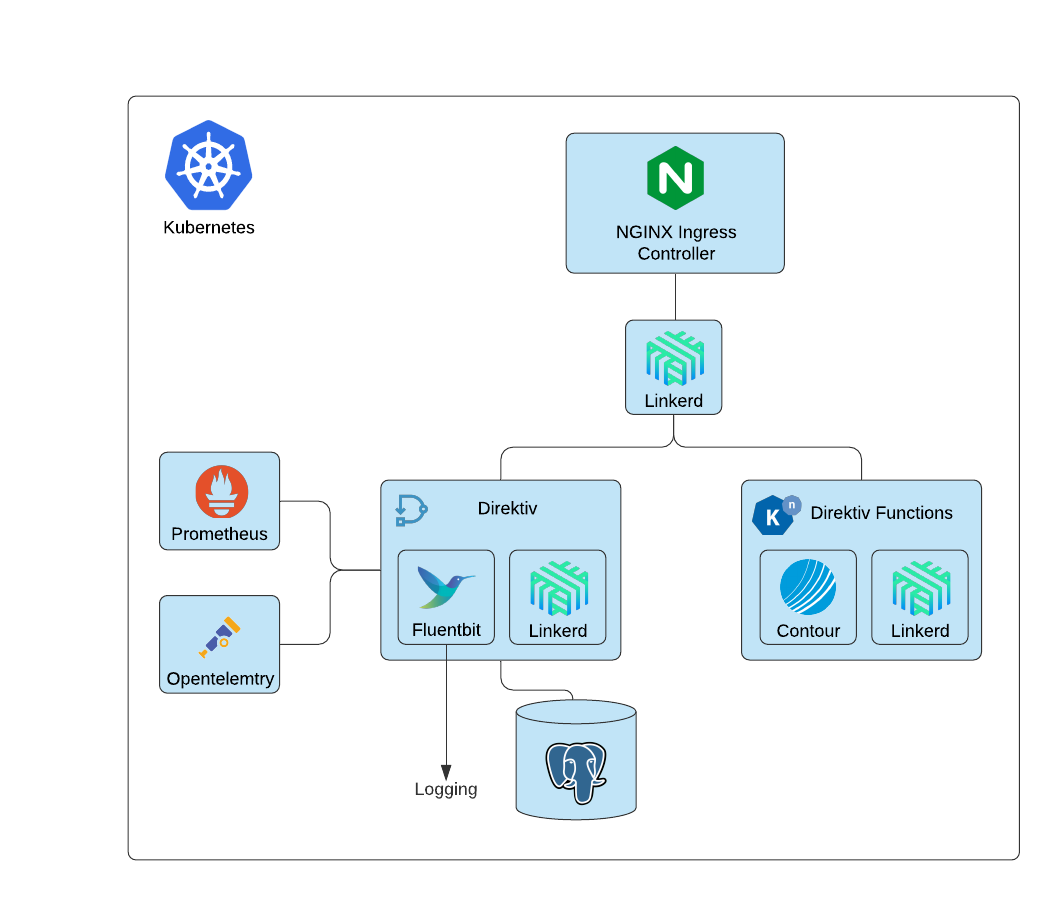 Kubernetes
NGINX Ingress
Controller
Linkerd
Prometheus
Opentelemtry
Direktiv
Fluentbit
Linkerd
K
n
Direktiv Functions
Contour
Linkerd
Logging